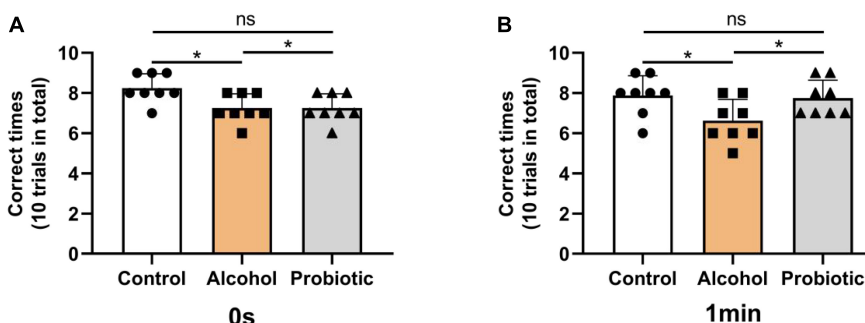 A
ns
*
*
Correct times
(10 trials in total)
10
8
6
4
2
0
Control
Alcohol
Probiotic
0s
B
ns
*
*
Correct times
(10 trials in total)
10
8
6
4
2
0
Control
Alcohol
Probiotic
1min